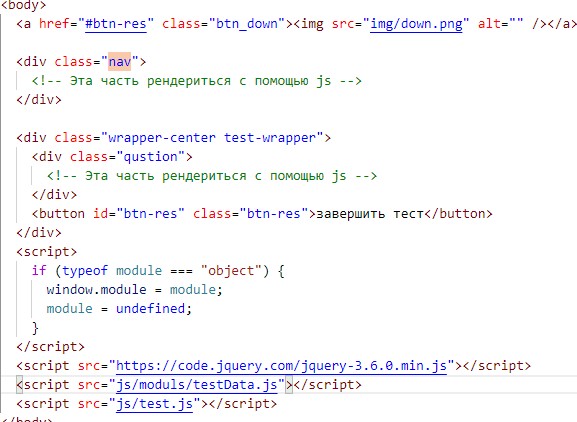 <body>
<a href="#btn-res" class="btn_down"><img src="img/down.png" alt="" /></a>
<div class="nav">
<!-- Эта часть рендериться с помощью js -->
</div>
<div class="wrapper-center test-wrapper">
<div class="qustion">
<!-- Эта часть рендериться с помощью js -->
</div>
<button id="btn-res" class="btn-res">завершить тест</button>
</div>
<script>
if (typeof module === "object") {
window.module = module;
module = undefined;
}
</script>
<script src="https://code.jquery.com/jquery-3.6.0.min.js"></script>
<script src="js/moduls/testData.js"></script>
<script src="js/test.js"></script>
</body>